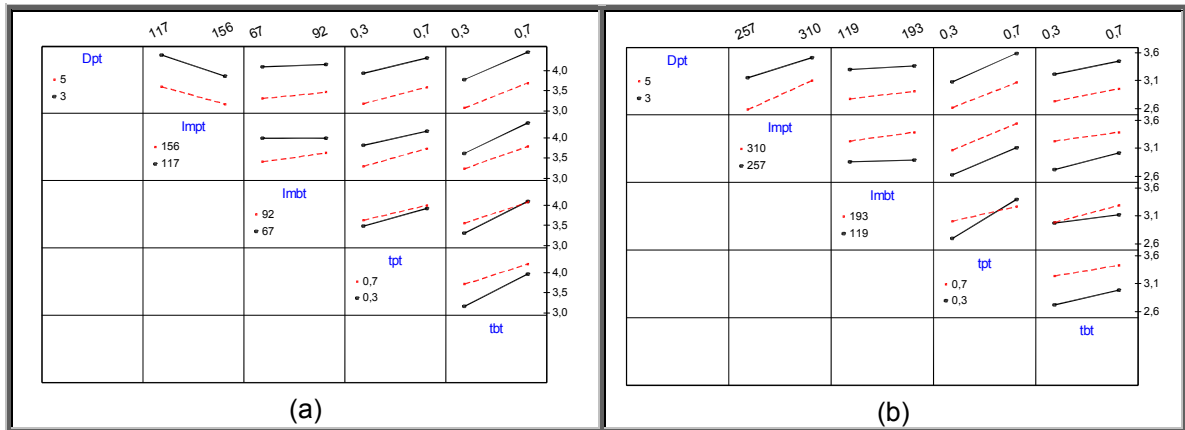 117 156 67 92 0,3 0,7 0,3 0,7
Dpt
5
3
4,0
3,5
3,0
Impt
156
117
4,0
3,5
3,0
Imbt
92
67
4,0
3,5
3,0
tpt
0,7
0,3
4,0
3,5
3,0
tbt
(a)
257 310 119 193 0,3 0,7 0,3 0,7
Dpt
5
3
3,6
3,1
2,6
Impt
310
257
3,6
3,1
2,6
Imbt
193
119
3,6
3,1
2,6
tpt
0,7
0,3
3,6
3,1
2,6
tbt
(b)